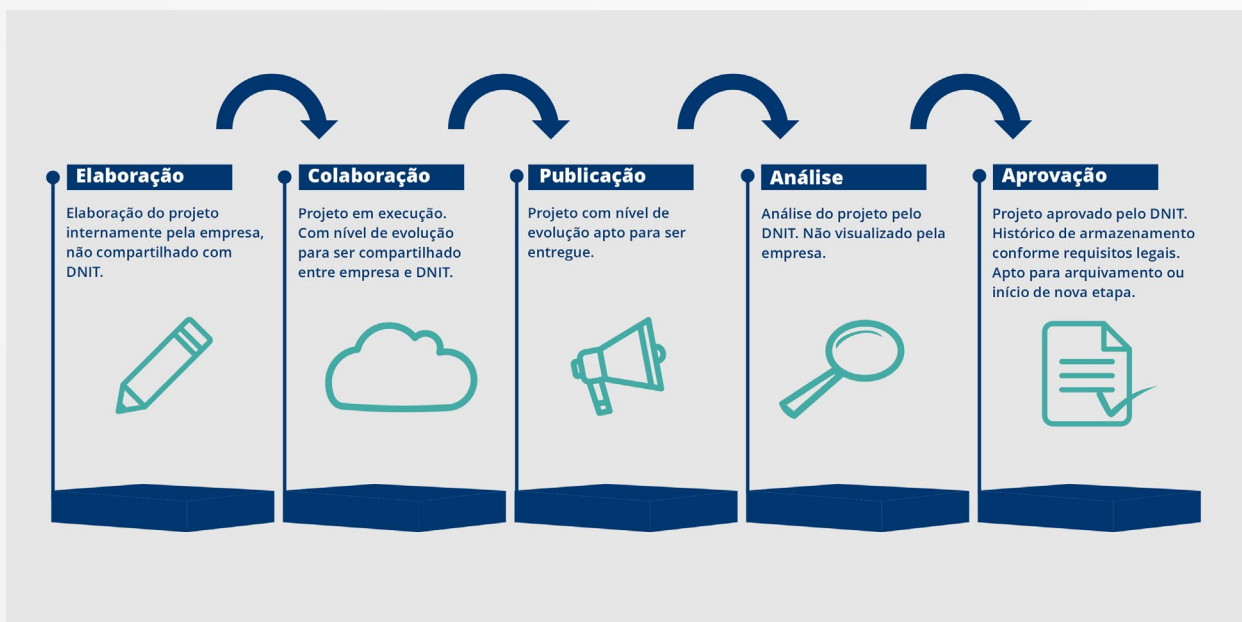 Elaboração
Elaboração do projeto
internamente pela empresa,
não compartilhado com
DNIT.
Colaboração
Projeto em execução.
Com nível de evolução
para ser compartilhado
entre empresa e DNIT.
Publicação
Projeto com nível de
evolução apto para ser
entregue.
Análise
Análise do projeto pelo
DNIT. Não visualizado pela
empresa.
Aprovação
Projeto aprovado pelo DNIT.
Histórico de armazenamento
conforme requisitos legais.
Apto para arquivamento ou
início de nova etapa.